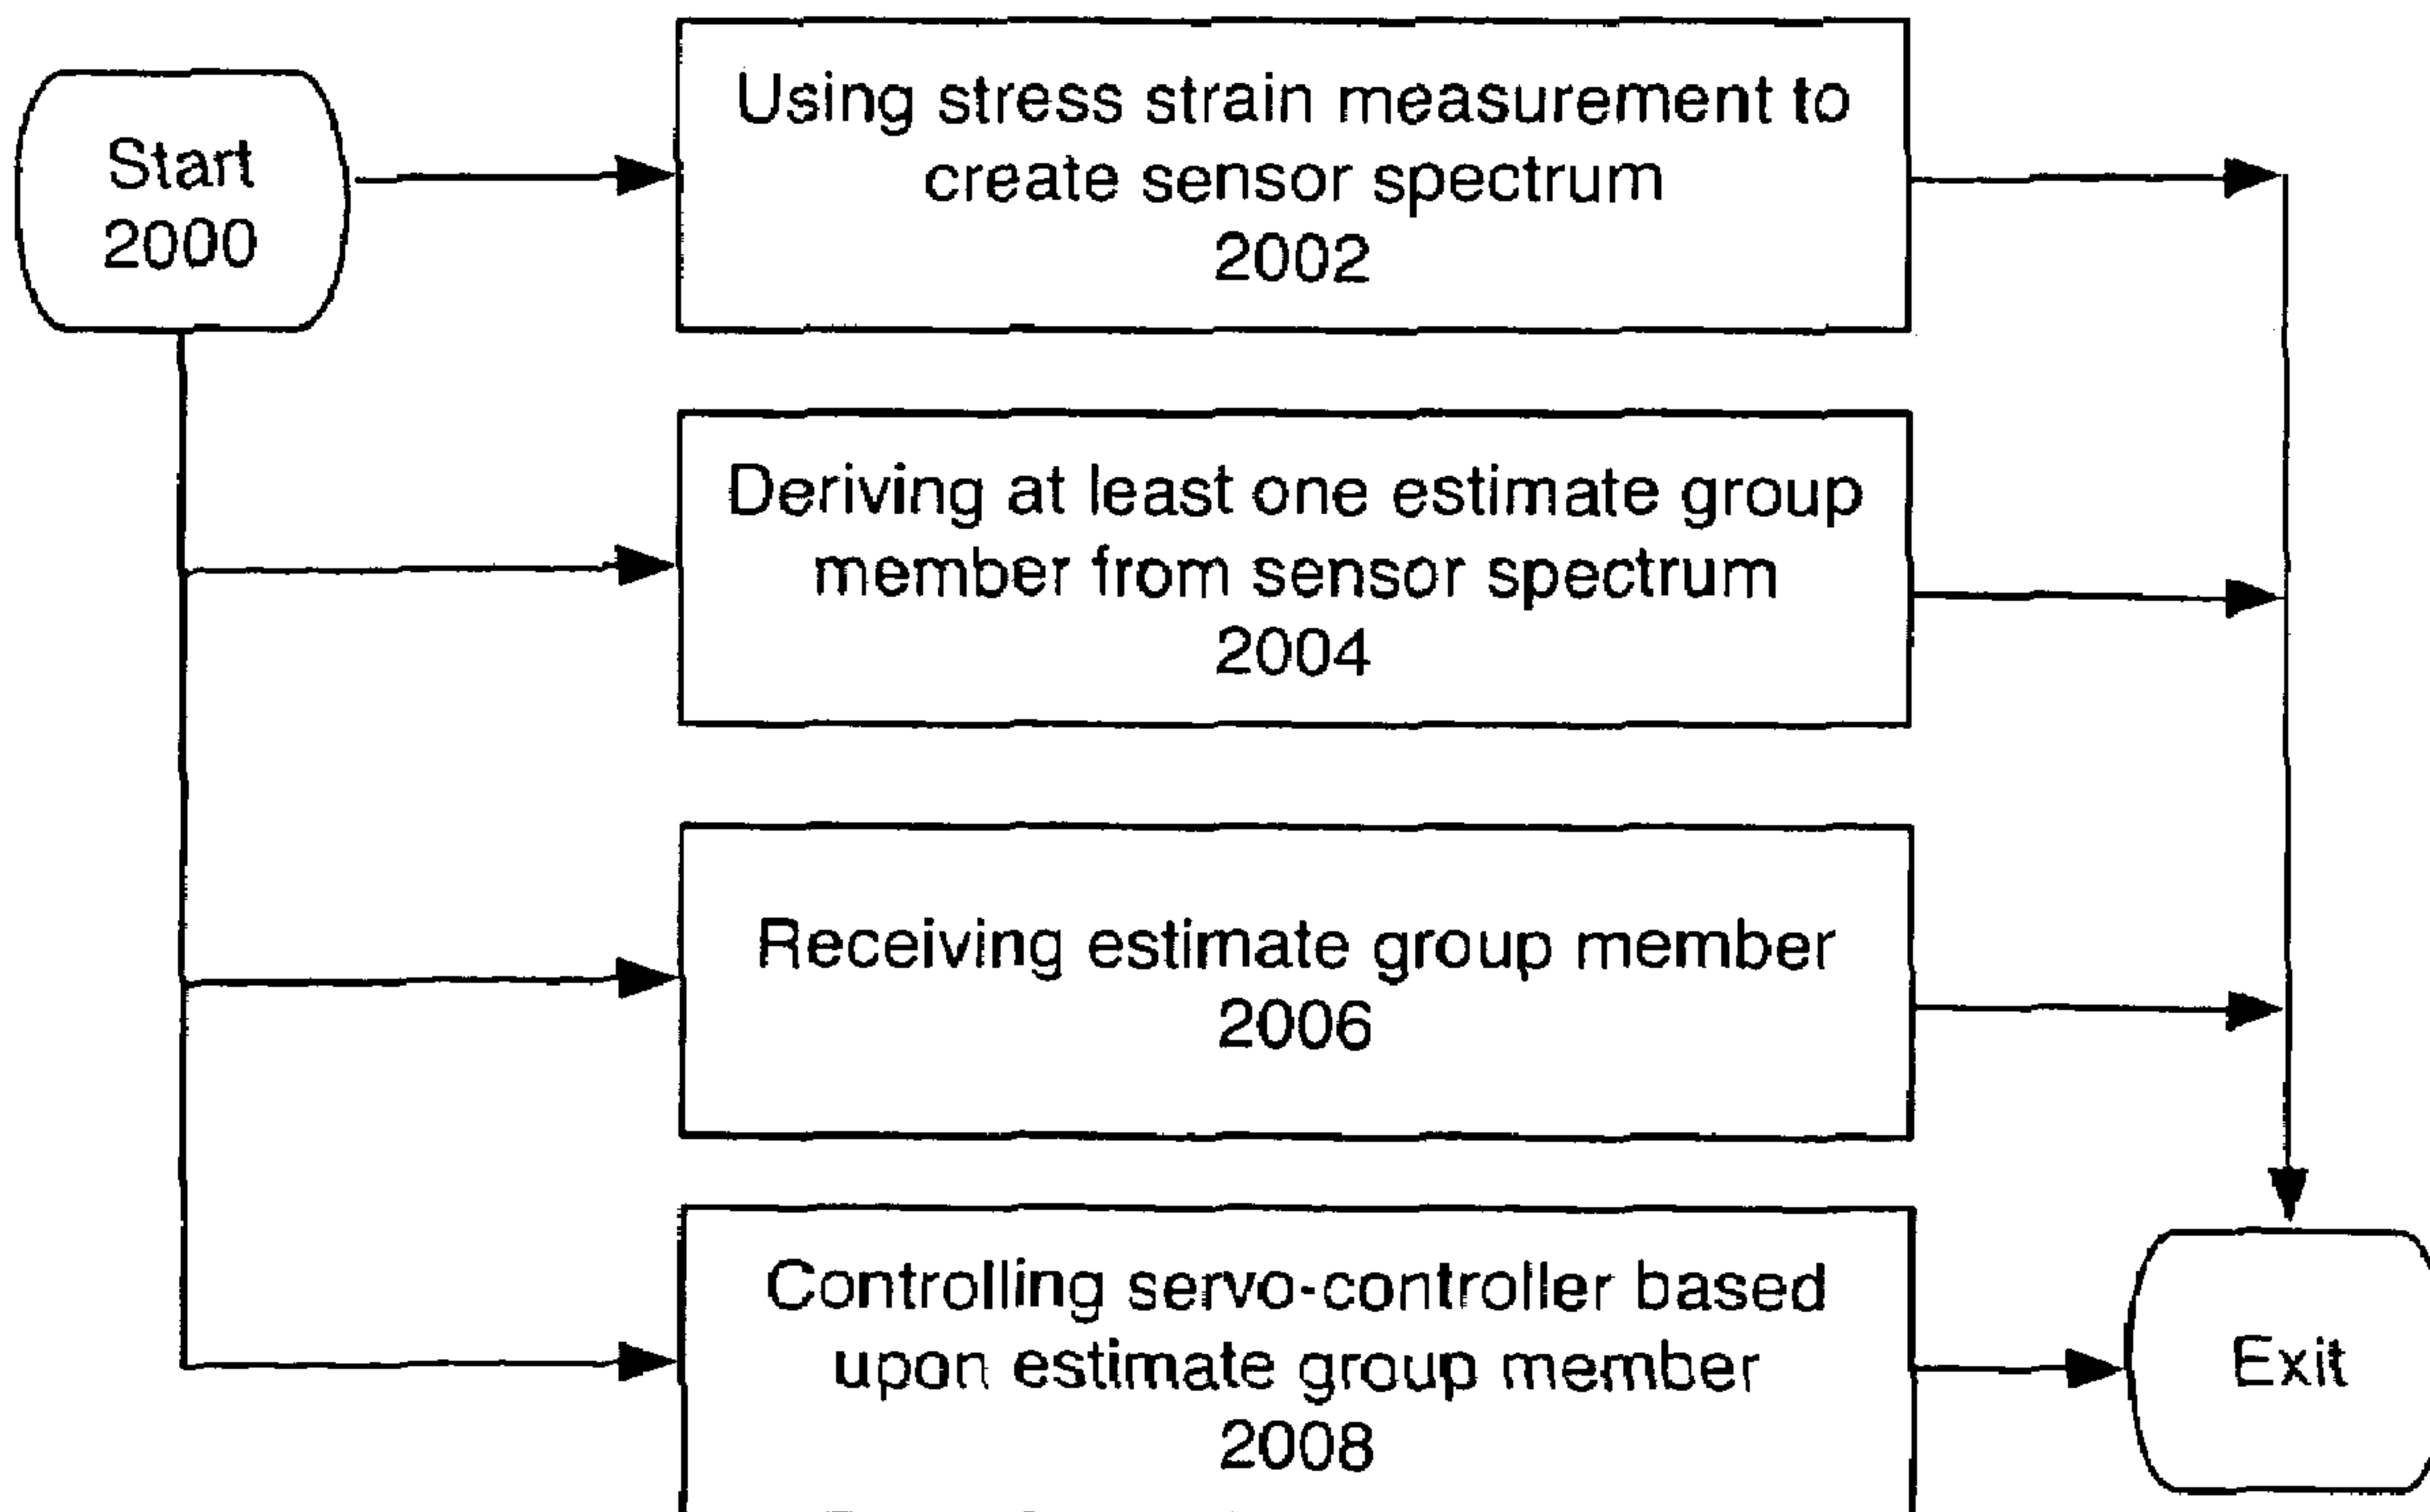 Start
2000
Using stress strain measurement to
create sensor spectrum
2002
Deriving at least one estimate group
member from sensor spectrum
2004
Receiving estimate group member
2006
Controlling servo-controller based
upon estimate group member
2008
Exit